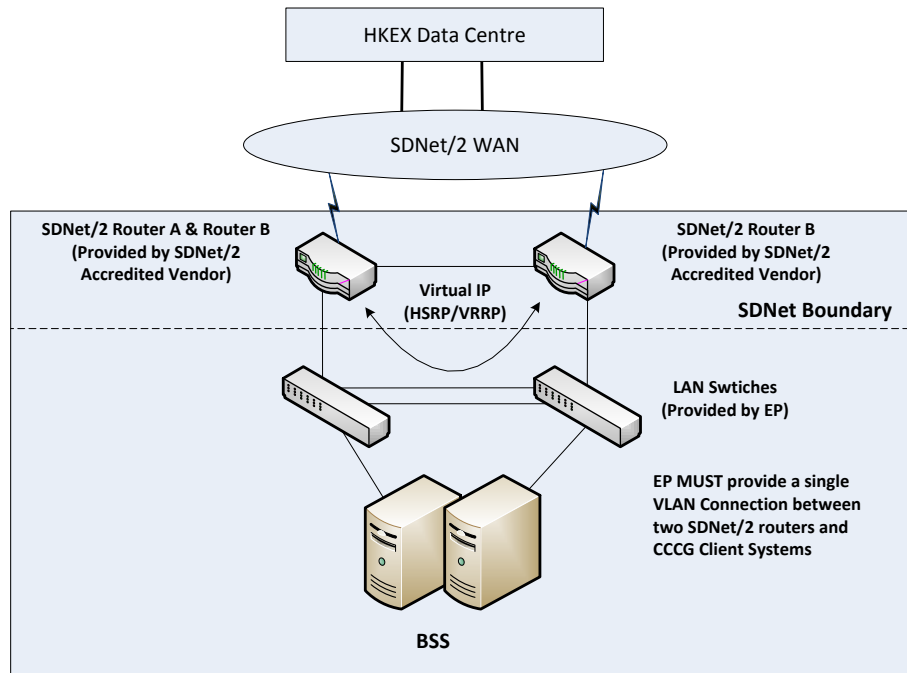 HKEX Data Centre
SDNet/2 WAN
SDNet/2 Router A & Router B
(Provided by SDNet/2
Accredited Vendor)
SDNet/2 Router B
(Provided by SDNet/2
Accredited Vendor)
Virtual IP
(HSRP/VRRP)
SDNet Boundary
LAN Swtiches
(Provided by EP)
EP MUST provide a single
VLAN Connection between
two SDNet/2 routers and
CCCG Client Systems
BSS